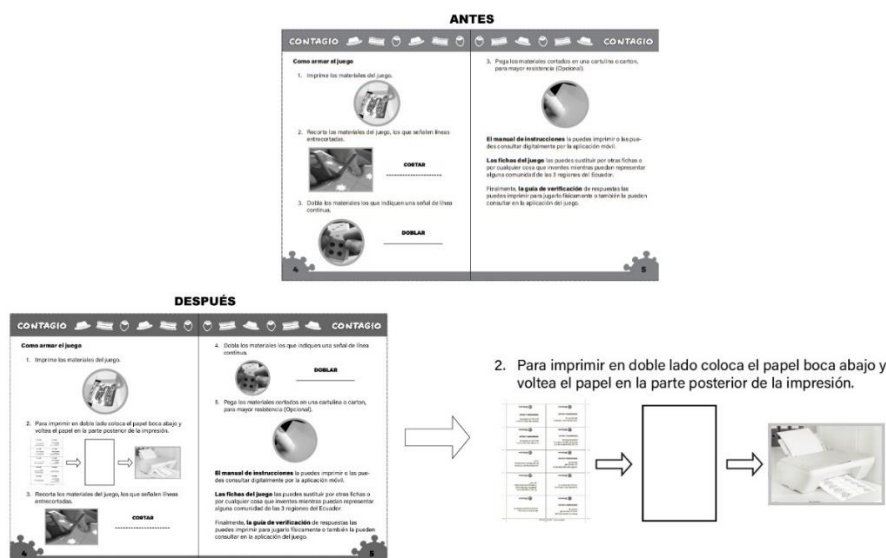 ANTES
CONTAGIO
CONTAGIO
Como armar el juego
1. Imprime los materiales del juego.
2. Recorta los materiales del juego, los que señalen líneas
entrecortadas.
CORTAR
3. Dobla los materiales los que indiquen una señal de línea
continua.
DOBLAR
4
3. Pega los materiales cortados en una cartulina o carton,
para mayor resistencia (Opcional).
El manual de instrucciones lo puedes imprimir o las pue-
des consultar digitalmente por la aplicación móvil.
Las fichas del juego las puedes sustituir por otras fichas o
por cualquier cosa que inventes mientras puedan representar
alguna comunidad de las 3 regiones del Ecuador.
Finalmente, la guía de verificación de respuestas las
puedes imprimir para jugarlo físicamente o también la pueden
consultar en la aplicación del juego.
5
DESPUÉS
CONTAGIO
CONTAGIO
Como armar el juego
1. Imprime los materiales del juego.
2. Para imprimir en doble lado coloca el papel boca abajo y
voltea el papel en la parte posterior de la impresión.
3. Recorta los materiales del juego, los que señalen líneas
entrecortadas.
CORTAR
4
4. Dobla los materiales los que indiquen una señal de línea
continua.
DOBLAR
5. Pega los materiales cortados en una cartulina o carton,
para mayor resistencia (Opcional).
El manual de instrucciones lo puedes imprimir o las pue-
des consultar digitalmente por la aplicación móvil.
Las fichas del juego las puedes sustituir por otras fichas o
por cualquier cosa que inventes mientras puedan representar
alguna comunidad de las 3 regiones del Ecuador.
Finalmente, la guía de verificación de respuestas las
puedes imprimir para jugarla físicamente o también la pueden
consultar en la aplicación del juego.
5
2. Para imprimir en doble lado coloca el papel boca abajo y
voltea el papel en la parte posterior de la impresión.